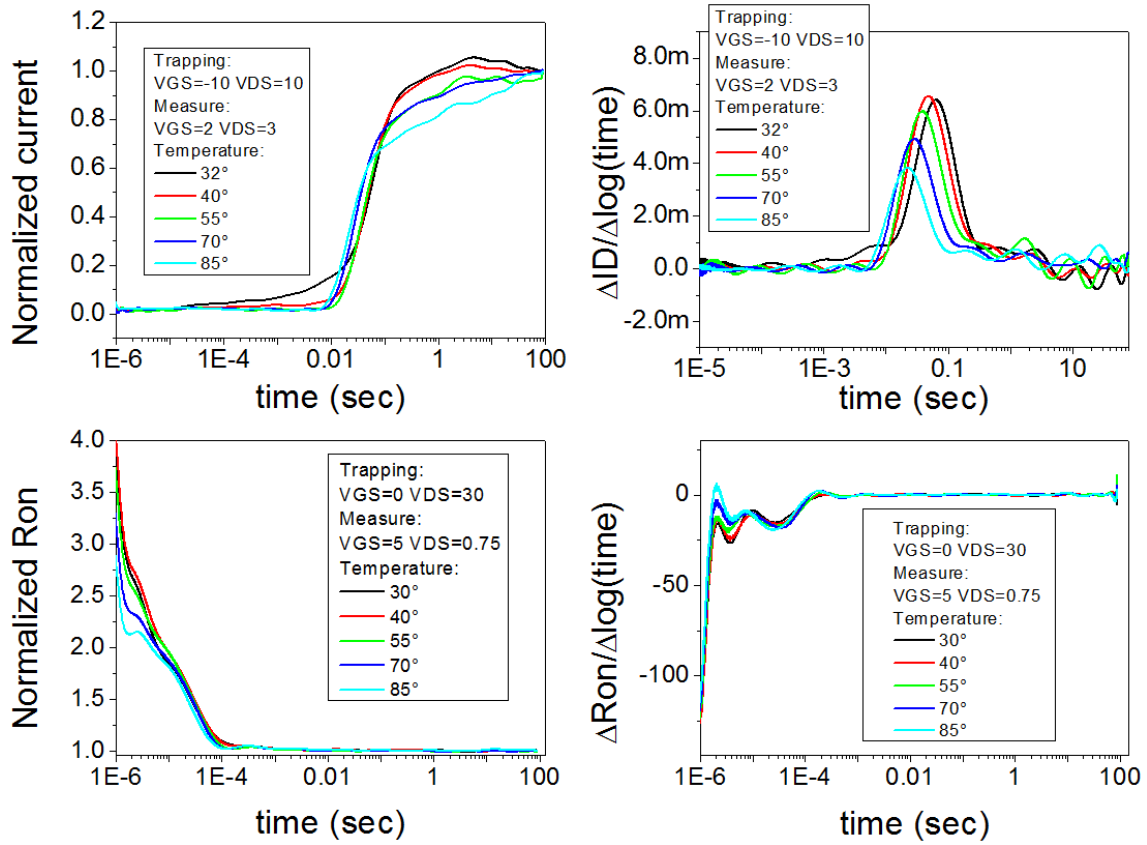 Normalized current
1.2
1.0
0.8
0.6
0.4
0.2
0.0
Trapping:
VGS=-10 VDS=10
Measure:
VGS=2 VDS=3
Temperature:
32°
40°
55°
70°
85°
1E-6
1E-4
0.01
1
100
time (sec)
ΔID/Δlog(time)
8.0m
6.0m
4.0m
2.0m
0.0
-2.0m
Trapping:
VGS=-10 VDS=10
Measure:
VGS=2 VDS=3
Temperature:
32°
40°
55°
70°
85°
1E-5
1E-3
0.1
10
time (sec)
Normalized Ron
4.0
3.5
3.0
2.5
2.0
1.5
1.0
Trapping:
VGS=0 VDS=30
Measure:
VGS=5 VDS=0.75
Temperature:
30°
40°
55°
70°
85°
1E-6
1E-4
0.01
1
100
time (sec)
ΔRon/Δlog(time)
0
-50
-100
Trapping:
VGS=0 VDS=30
Measure:
VGS=5 VDS=0.75
Temperature:
30°
40°
55°
70°
85°
1E-6
1E-4
0.01
1
100
time (sec)